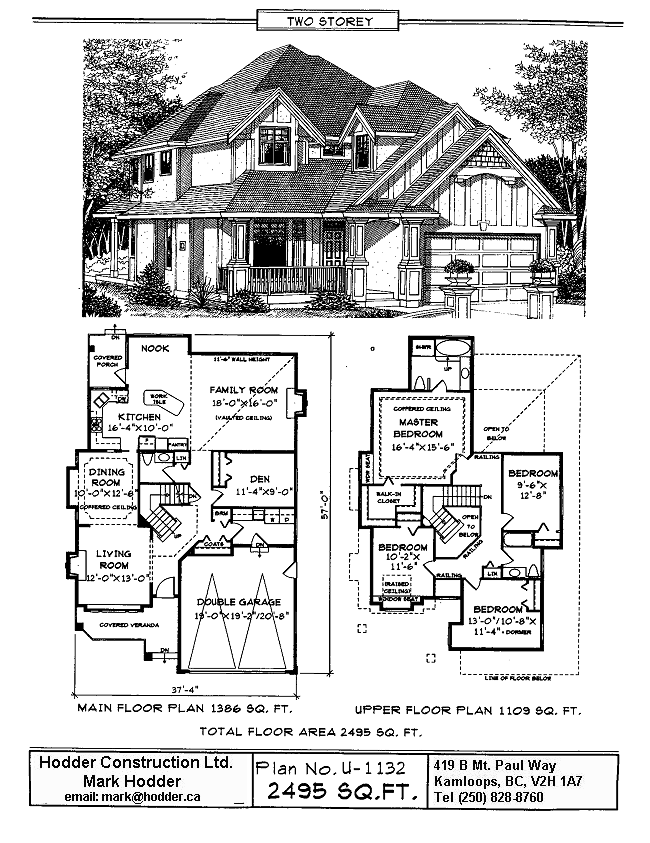 TWO STOREY
DN
COVERED
PORCH
NOOK
11'-6" WALL HEIGHT
FAMILY ROOM
18'-0"X16'-0"
(VAULTED CEILING)
WORK
ISLE
DW
KITCHEN
16'-4"X10'-0"
PANTRY
LIN
DINING
ROOM
10'-0"X12'-8"
COFFERED CEILING
DEN
11'-4"X9'-0"
57'-0"
UP
BRM
W D
COATS
DN
LIVING
ROOM
12'-0"X13'-0"
DOUBLE GARAGE
19'-0"X19'-2"/20'-8"
COVERED VERANDA
DN
37'-4"
MAIN FLOOR PLAN 1386 SQ. FT.
SHWR
UP
COFFERED CEILING
MASTER
BEDROOM
16'-4"X15'-6"
OPEN TO
BELOW
RAILING
WDW SEAT
BEDROOM
9'-6"X
12'-8"
WALK-IN
CLOSET
DN
OPEN
TO
BELOW
RAILING
BEDROOM
10'-2"X
11'-6"
(RAISED
CEILING)
WINDOW SEAT
RAILING
LIN
BEDROOM
13'-0"/10'-8"X
11'-4" - DORMER
LINE OF FLOOR BELOW
UPPER FLOOR PLAN 1109 SQ. FT.
TOTAL FLOOR AREA 2495 SQ. FT.
Hodder Construction Ltd.
Mark Hodder
email: mark@hodder.ca
Plan No. U-1132
2495 SQ.FT.
419 B Mt. Paul Way
Kamloops, BC, V2H 1A7
Tel (250) 828-8760